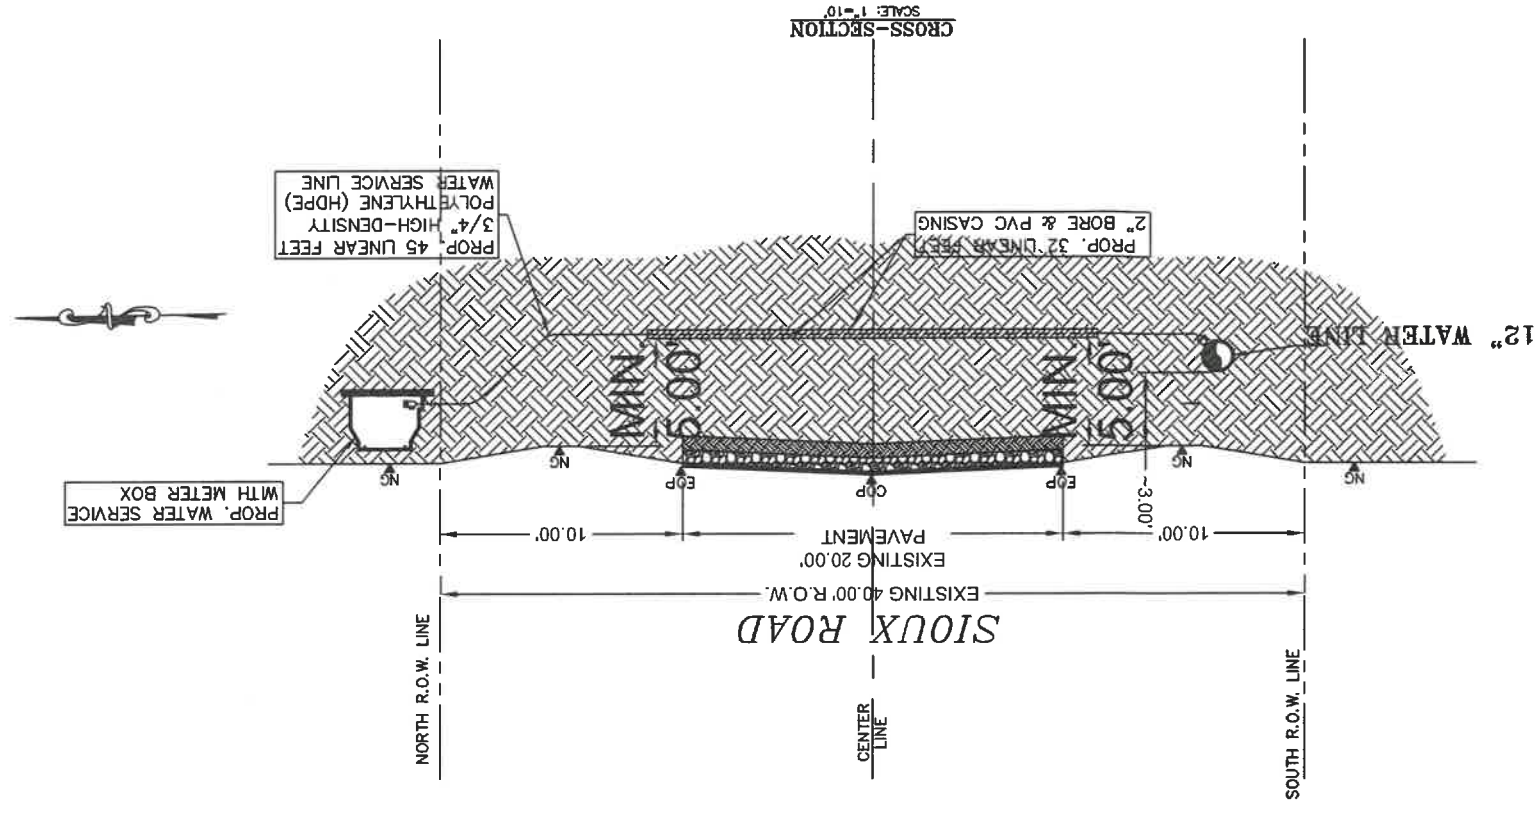 NORTH R.O.W. LINE
CENTER
LINE
SOUTH R.O.W. LINE
SIOUX ROAD
EXISTING 40.00' R.O.W.
EXISTING 20.00'
PAVEMENT
10.00'
10.00'
~3.00'
PROP. WATER SERVICE
WITH METER BOX
NG
EOP
NG
COP
EOP
NG
NG
5.00'
MIN.
5.00'
MIN.
12" WATER LINE
PROP. 32 LINEAR FEET
2" BORE & PVC CASING
PROP. 45 LINEAR FEET
3/4" HIGH-DENSITY
POLYETHYLENE (HDPE)
WATER SERVICE LINE
CROSS-SECTION
SCALE: 1"=10'